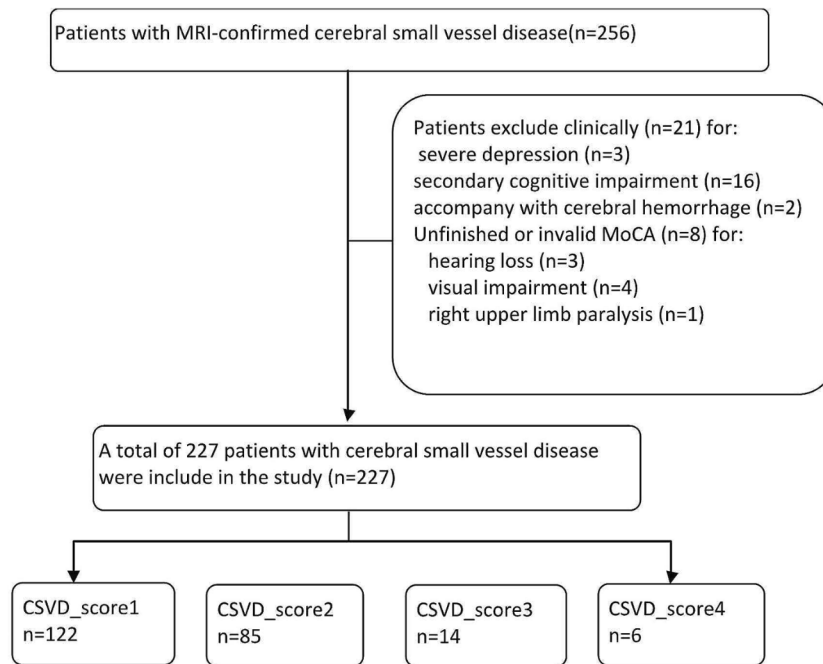 Patients with MRI-confirmed cerebral small vessel disease(n=256)
Patients exclude clinically (n=21) for:
severe depression (n=3)
secondary cognitive impairment (n=16)
accompany with cerebral hemorrhage (n=2)
Unfinished or invalid MoCA (n=8) for:
hearing loss (n=3)
visual impairment (n=4)
right upper limb paralysis (n=1)
A total of 227 patients with cerebral small vessel disease
were include in the study (n=227)
CSVD_score1
n=122
CSVD_score2
n=85
CSVD_score3
n=14
CSVD_score4
n=6